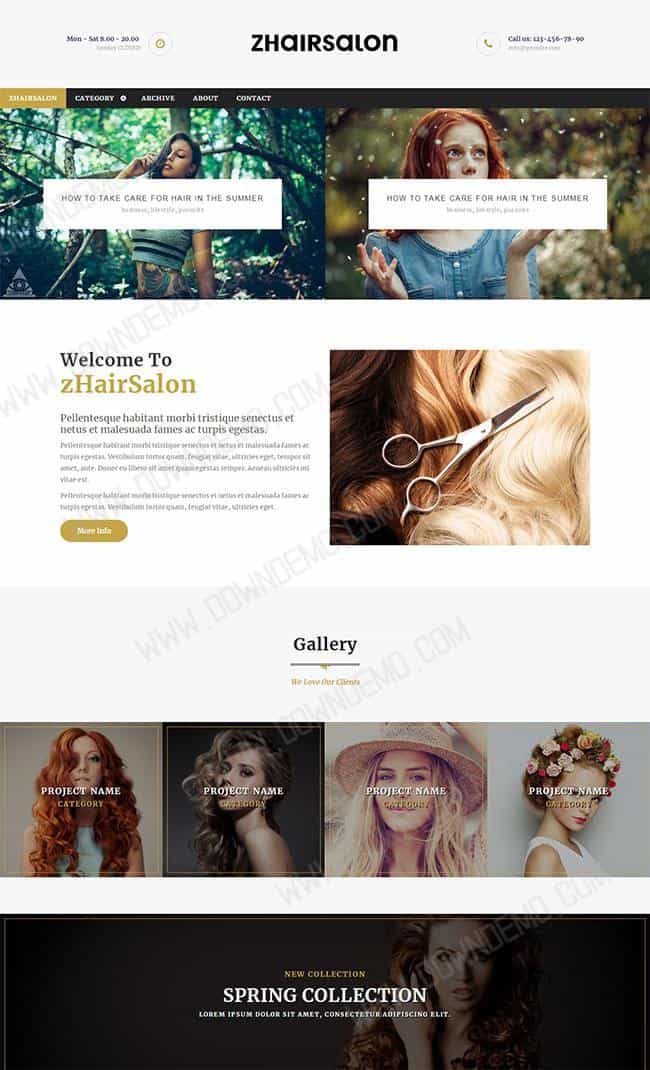 Mon - Sat 8.00 - 20.00
Sunday CLOSED
ZHAIRSALON
Call us: 123-456-78-90
ZHAIRSALON
CATEGORY
ARCHIVE
ABOUT
CONTACT
HOW TO TAKE CARE FOR HAIR IN THE SUMMER
business, lifestyle, psd
HOW TO TAKE CARE FOR HAIR IN THE SUMMER
business, lifestyle, psd
Welcome To
zHairSalon
Pellentesque habitant morbi tristique senectus et
netus et malesuada fames ac turpis egestas.
Pellentesque habitant morbi tristique senectus et netus et malesuada fames ac
turpis egestas. Vestibulum tortor quam, feugiat vitae, ultricies eget, tempor sit
amet, ante. Donec eu libero sit amet quam egestas semper. Aenean ultricies mi
vitae est.
Pellentesque habitant morbi tristique senectus et netus et malesuada fames ac
turpis egestas. Vestibulum tortor quam, feugiat vitae, ultricies eget.
More Info
Gallery
We Love Our Clients
PROJECT NAME
CATEGORY
PROJECT NAME
CATEGORY
PROJECT NAME
CATEGORY
PROJECT NAME
CATEGORY
NEW COLLECTION
SPRING COLLECTION
LOREM IPSUM DOLOR SIT AMET, CONSECTETUR ADIPISCING ELIT.
WWW.DOWNDEMO.COM